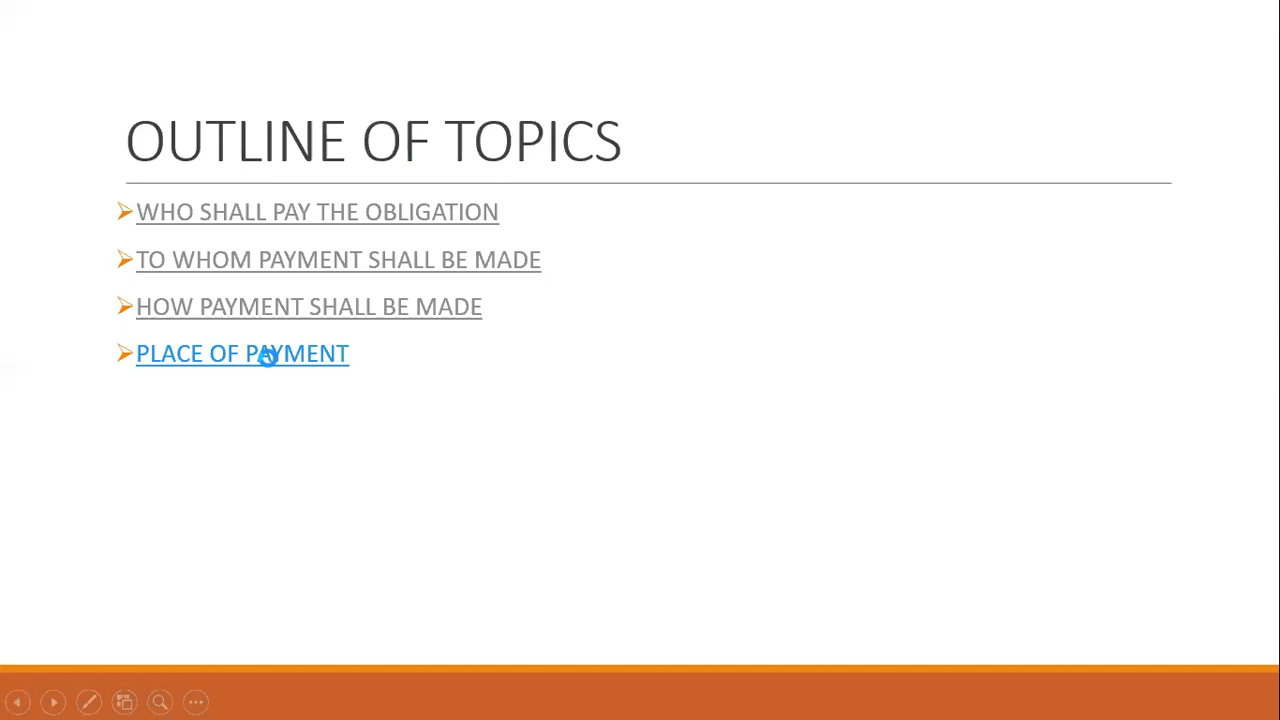 OUTLINE OF TOPICS
WHO SHALL PAY THE OBLIGATION
TO WHOM PAYMENT SHALL BE MADE
HOW PAYMENT SHALL BE MADE
PLACE OF PAYMENT